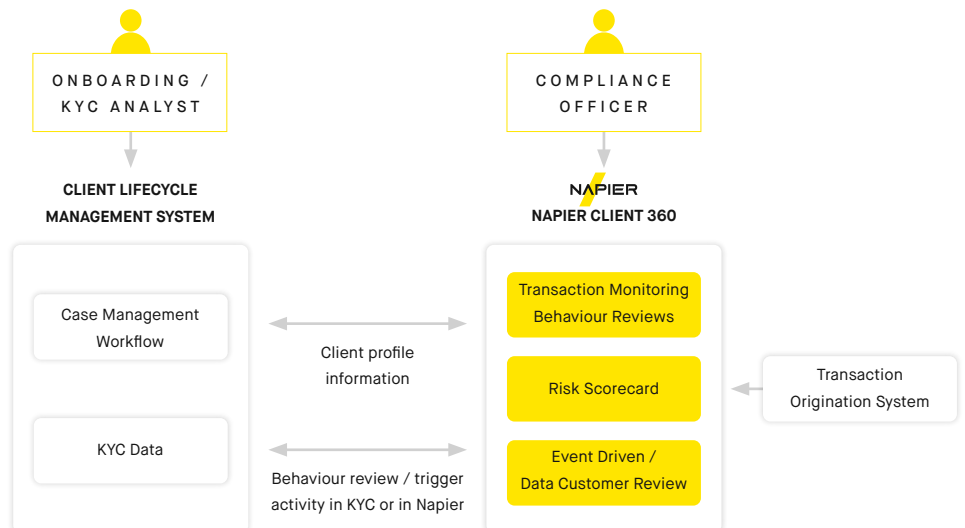 ONBOARDING /
KYC ANALYST
COMPLIANCE
OFFICER
CLIENT LIFECYCLE
MANAGEMENT SYSTEM
NAPIER
NAPIER CLIENT 360
Case Management
Workflow
KYC Data
Client profile
information
Behaviour review / trigger
activity in KYC or in Napier
Transaction Monitoring
Behaviour Reviews
Risk Scorecard
Event Driven /
Data Customer Review
Transaction
Origination System